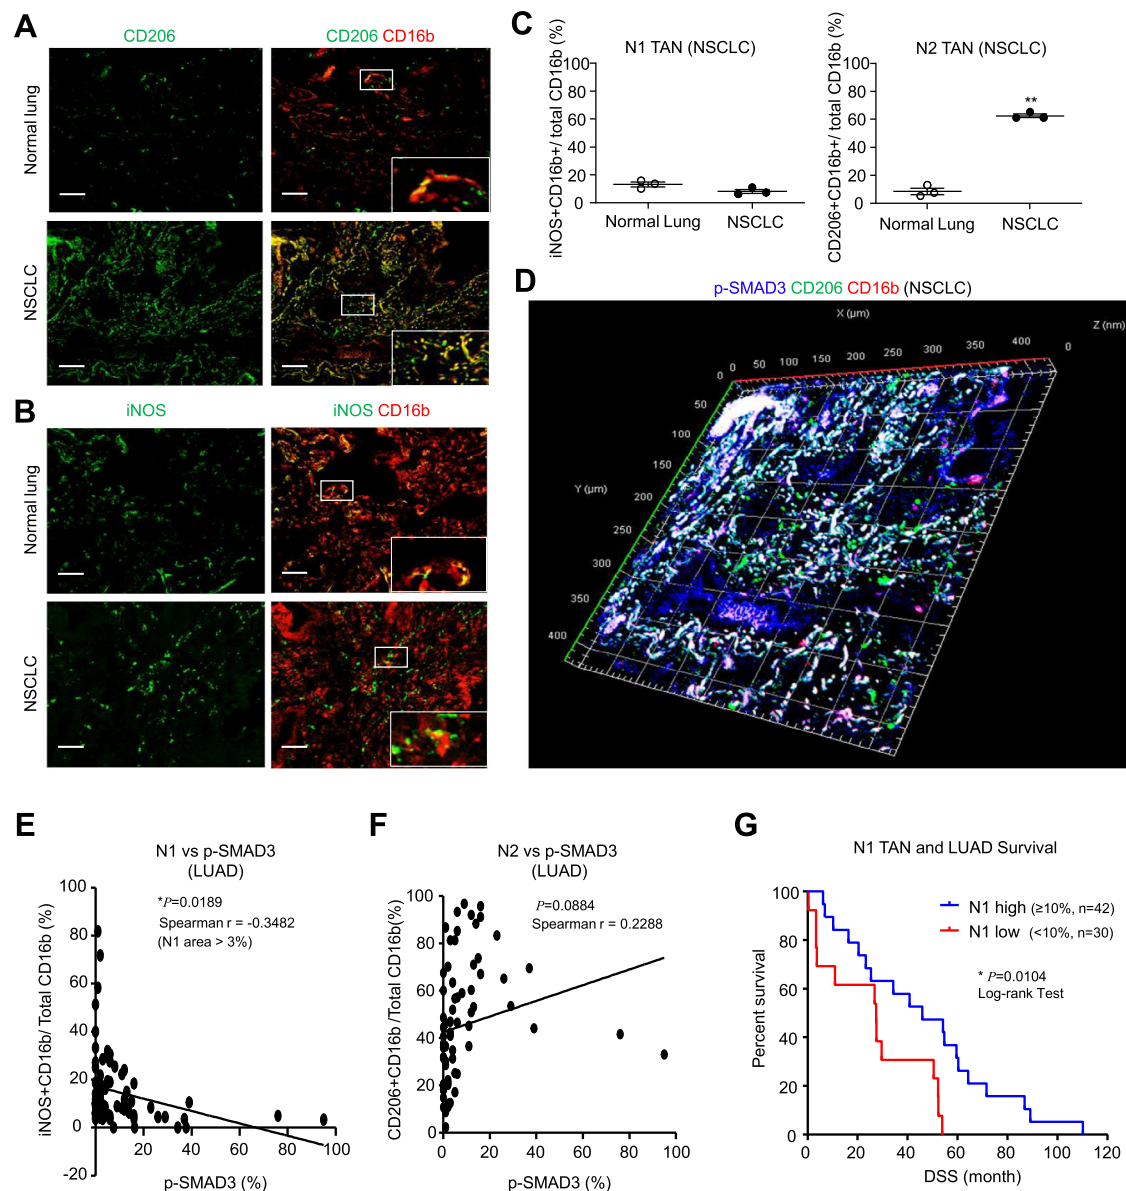 A
CD206
CD206 CD16b
Normal lung
NSCLC
B
iNOS
iNOS CD16b
Normal lung
NSCLC
C
N1 TAN (NSCLC)
iNOS+CD16b+/ total CD16b (%)
100
80
60
40
20
0
Normal Lung
NSCLC
N2 TAN (NSCLC)
CD206+CD16b+/ total CD16b (%)
100
80
60
40
20
0
**
Normal Lung
NSCLC
D
p-SMAD3 CD206 CD16b (NSCLC)
X (µm)
Z (nm)
0
50
100
150
200
250
300
350
400
0
Y (µm)
0
50
100
150
200
250
300
350
400
E
N1 vs p-SMAD3
(LUAD)
*P=0.0189
Spearman r = -0.3482
(N1 area > 3%)
iNOS+CD16b/ Total CD16b (%)
100
80
60
40
20
0
-20
20
40
60
80
100
p-SMAD3 (%)
F
N2 vs p-SMAD3
(LUAD)
P=0.0884
Spearman r = 0.2288
CD206+CD16b /Total CD16b(%)
100
80
60
40
20
0
0
20
40
60
80
100
p-SMAD3 (%)
G
N1 TAN and LUAD Survival
N1 high (≥10%, n=42)
N1 low (<10%, n=30)
* P=0.0104
Log-rank Test
Percent survival
100
80
60
40
20
0
0
20
40
60
80
100
120
DSS (month)